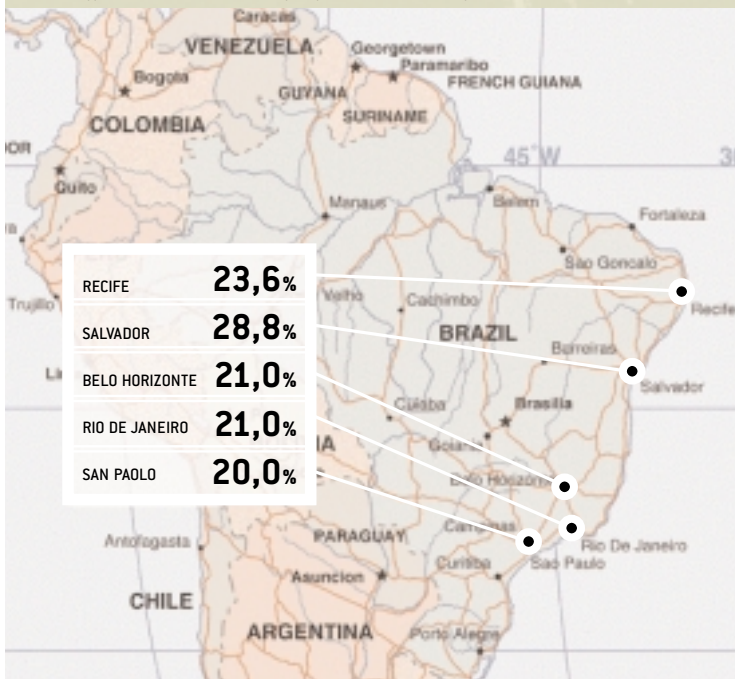 Caracas
VENEZUELA
Georgetown
Paramaribo
Bogota
FRENCH GUIANA
GUYANA
COLOMBIA
SURINAME
45°W
Quito
Manaus
Belem
Fortaleza
Sao Goncalo
RECIFE 23,6%
Trujillo
Velho
Cachimbo
Recife
SALVADOR 28,8%
BRAZIL
Barreiras
BELO HORIZONTE 21,0%
Salvador
Cuiaba
Brasilia
RIO DE JANEIRO 21,0%
Goiania
SAN PAOLO 20,0%
Belo Horizonte
Campinas
PARAGUAY
Antofagasta
Rio De Janeiro
Curitiba
Sao Paulo
Asuncion
CHILE
ARGENTINA
Porto Alegre